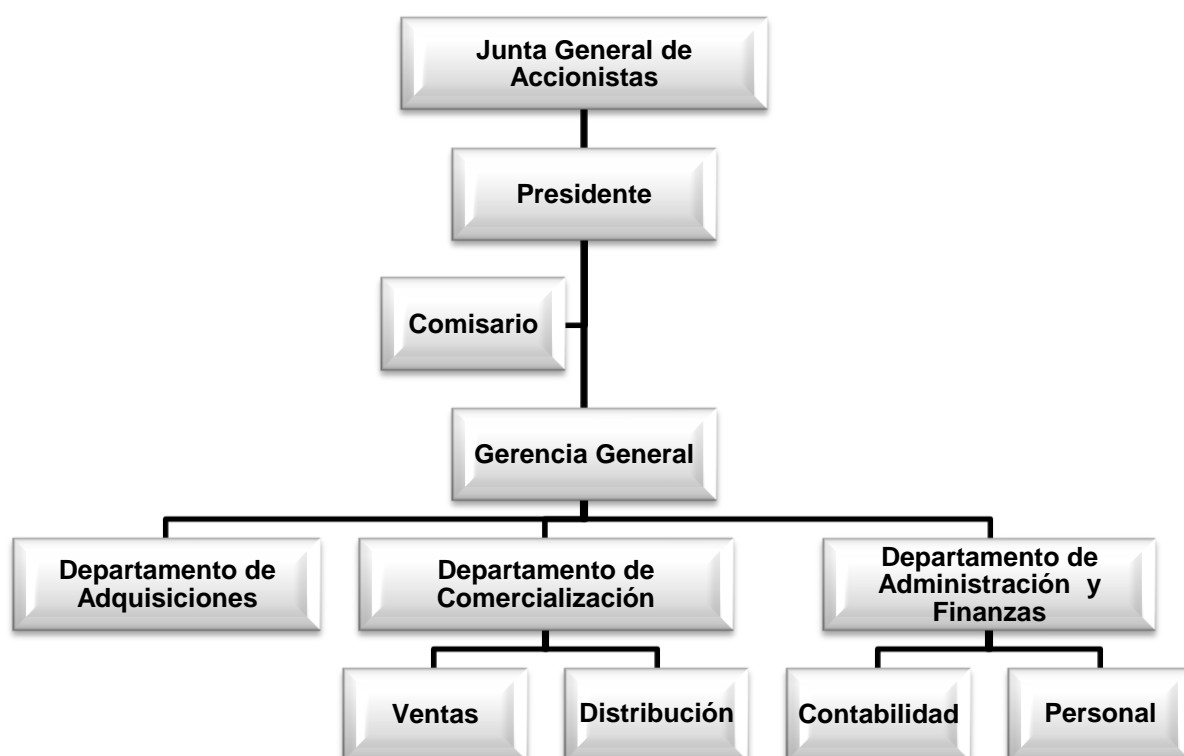 Junta General de
Accionistas
Presidente
Comisario
Gerencia General
Departamento de
Adquisiciones
Departamento de
Comercialización
Departamento de
Administración y
Finanzas
Ventas
Distribución
Contabilidad
Personal